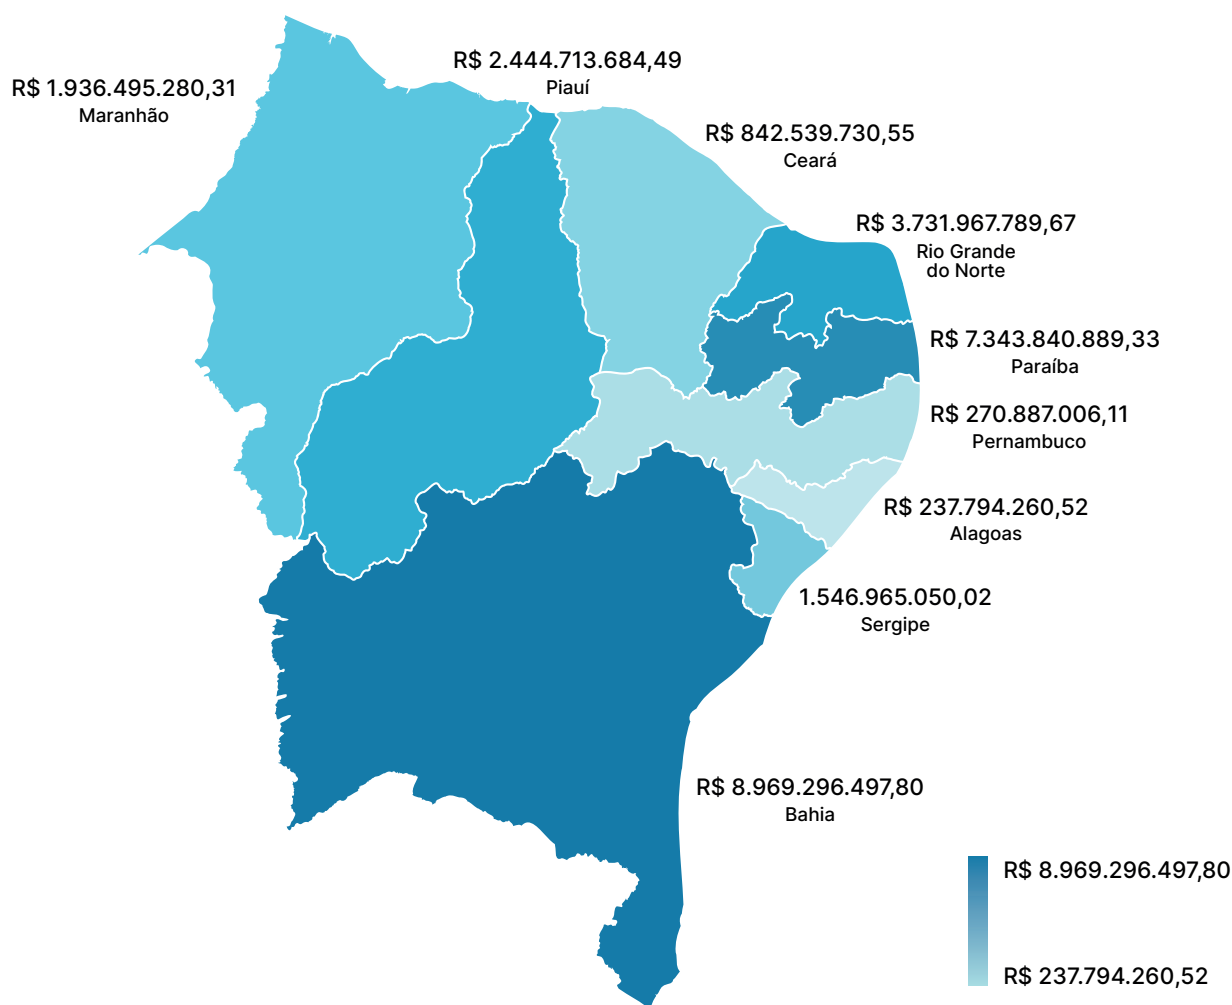 R$ 2.444.713.684,49
Piauí
R$ 1.936.495.280,31
Maranhão
R$ 842.539.730,55
Ceará
R$ 3.731.967.789,67
Rio Grande
do Norte
R$ 7.343.840.889,33
Paraíba
R$ 270.887.006,11
Pernambuco
R$ 237.794.260,52
Alagoas
1.546.965.050,02
Sergipe
R$ 8.969.296.497,80
Bahia
R$ 8.969.296.497,80
R$ 237.794.260,52